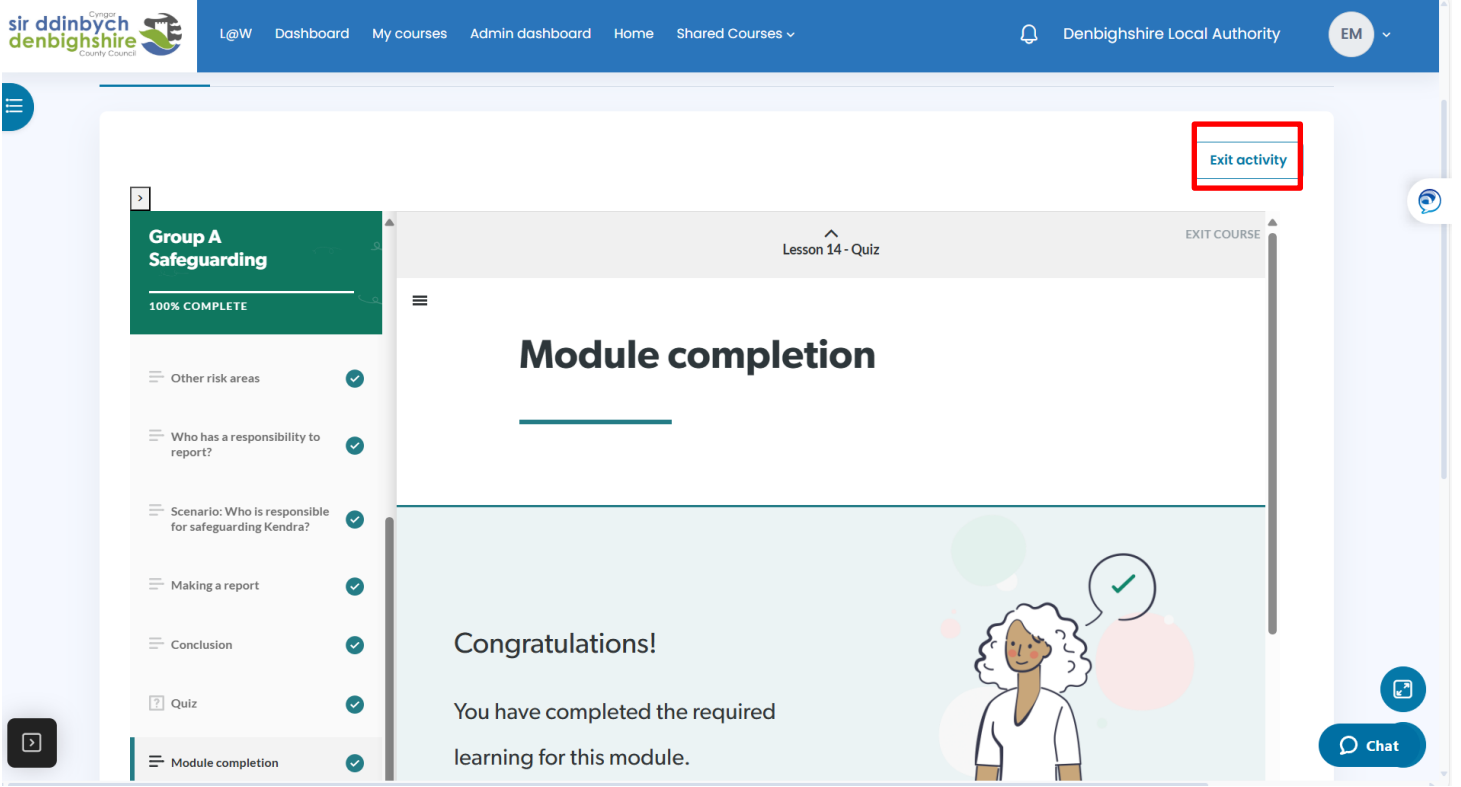 Cyngor
sir ddinbych
denbighshire
County Council
L@W Dashboard My courses Admin dashboard Home Shared Courses
Denbighshire Local Authority
EM
Exit activity
Group A
Safeguarding
100% COMPLETE
Other risk areas
Who has a responsibility to
report?
Scenario: Who is responsible
for safeguarding Kendra?
Making a report
Conclusion
? Quiz
Module completion
Lesson 14 - Quiz
EXIT COURSE
Module completion
Congratulations!
You have completed the required
learning for this module.
Chat